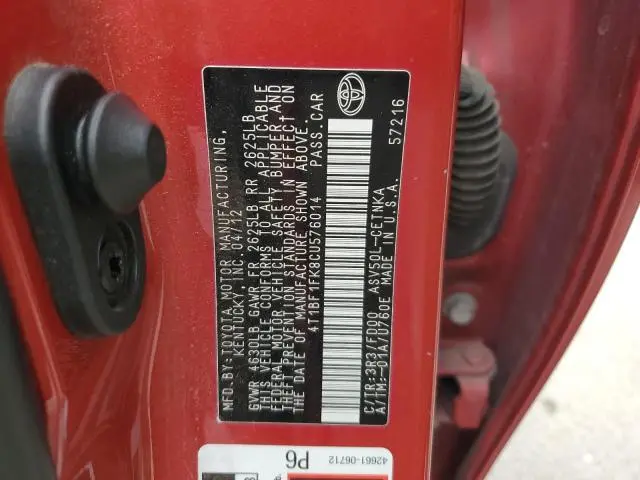 MFD.BY:TOYOTA MOTOR MANUFACTURING,
KENTUCKY,INC.04/12
GVWR 4630LB GAWR FR 2625LB RR 2625LB
THIS VEHICLE CONFORMS TO ALL APPLICABLE
FEDERAL MOTOR VEHICLE SAFETY, BUMPER,AND
THEFT PREVENTION STANDARDS IN EFFECT ON
THE DATE OF MANUFACTURE SHOWN ABOVE.
4T1BF1FK8CU576014 PASS.CAR
C/TR:3R3/FD00 ASV50L-CETNKA
A/TM:-01A/U760E MADE IN U.S.A. 57216
P6
42661-06712